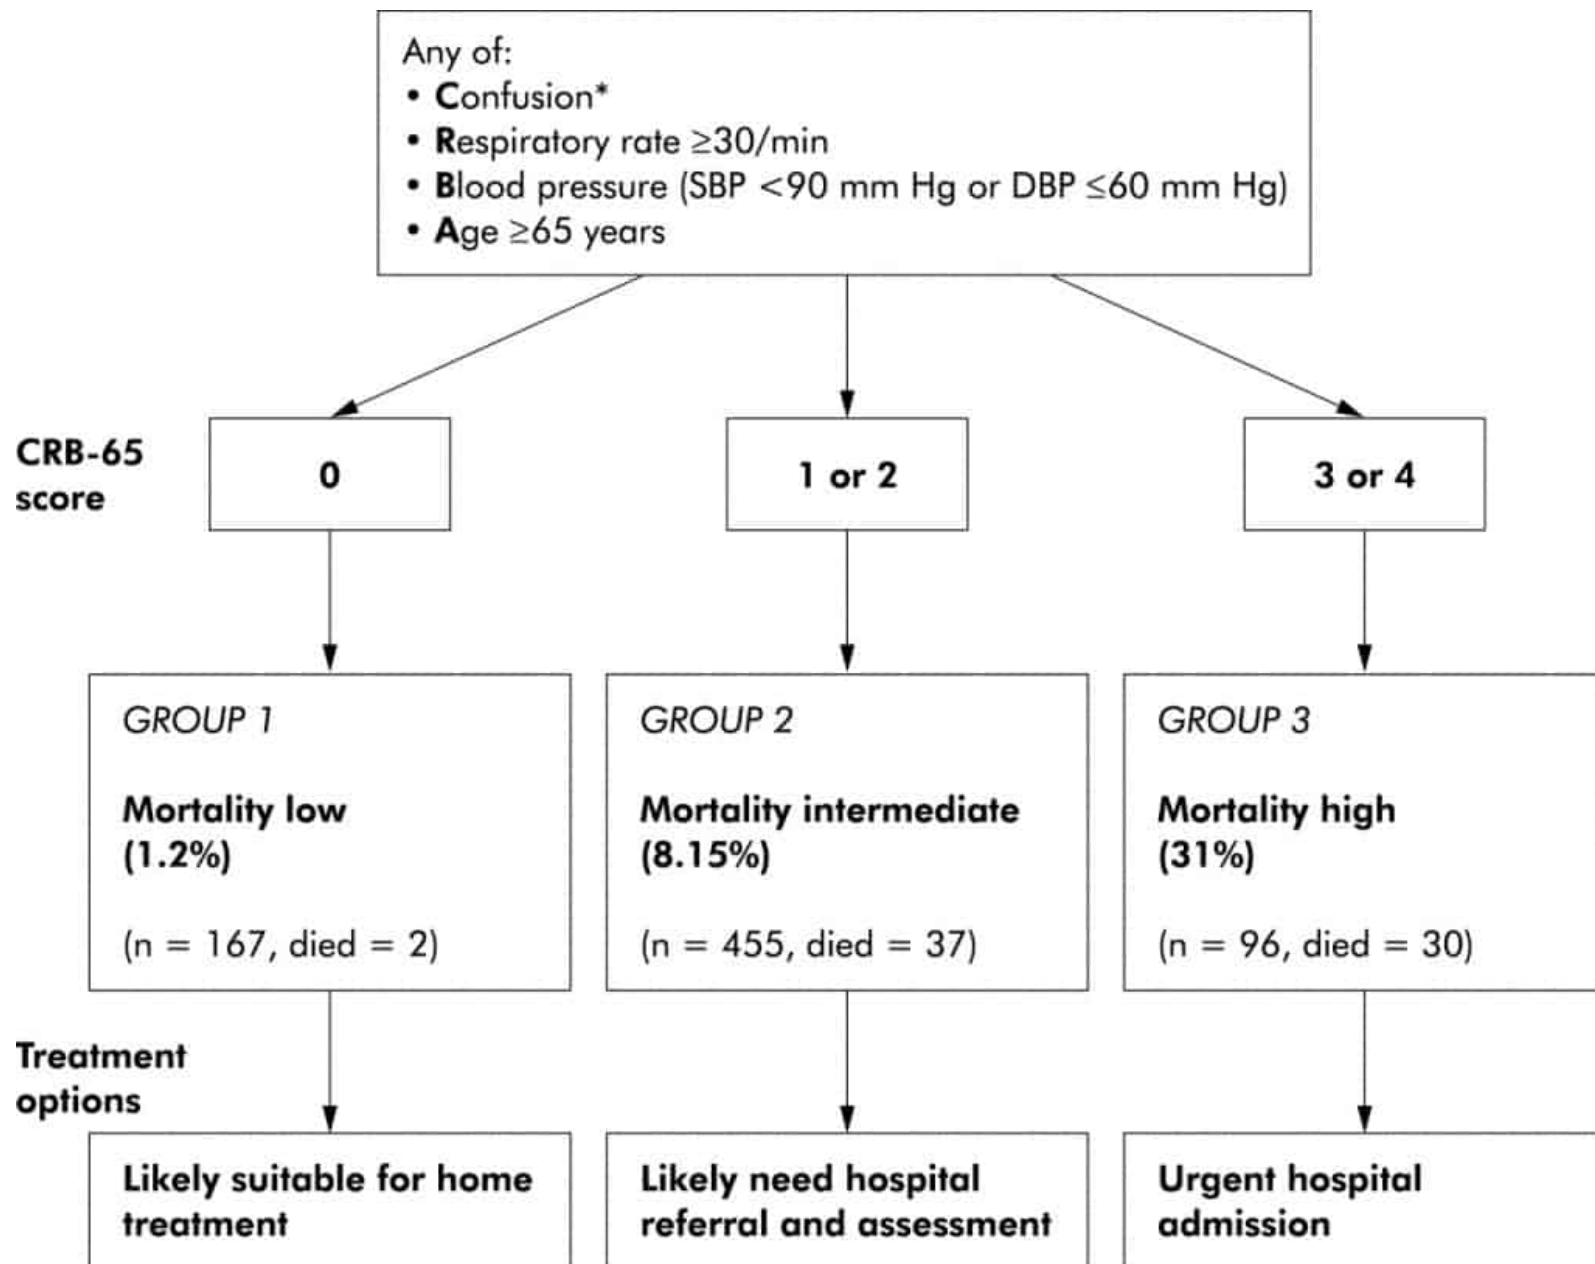 Any of:
• Confusion*
• Respiratory rate ≥30/min
• Blood pressure (SBP <90 mm Hg or DBP ≤60 mm Hg)
• Age ≥65 years
CRB-65
score
0
1 or 2
3 or 4
GROUP 1
Mortality low
(1.2%)
(n = 167, died = 2)
GROUP 2
Mortality intermediate
(8.15%)
(n = 455, died = 37)
GROUP 3
Mortality high
(31%)
(n = 96, died = 30)
Treatment
options
Likely suitable for home
treatment
Likely need hospital
referral and assessment
Urgent hospital
admission